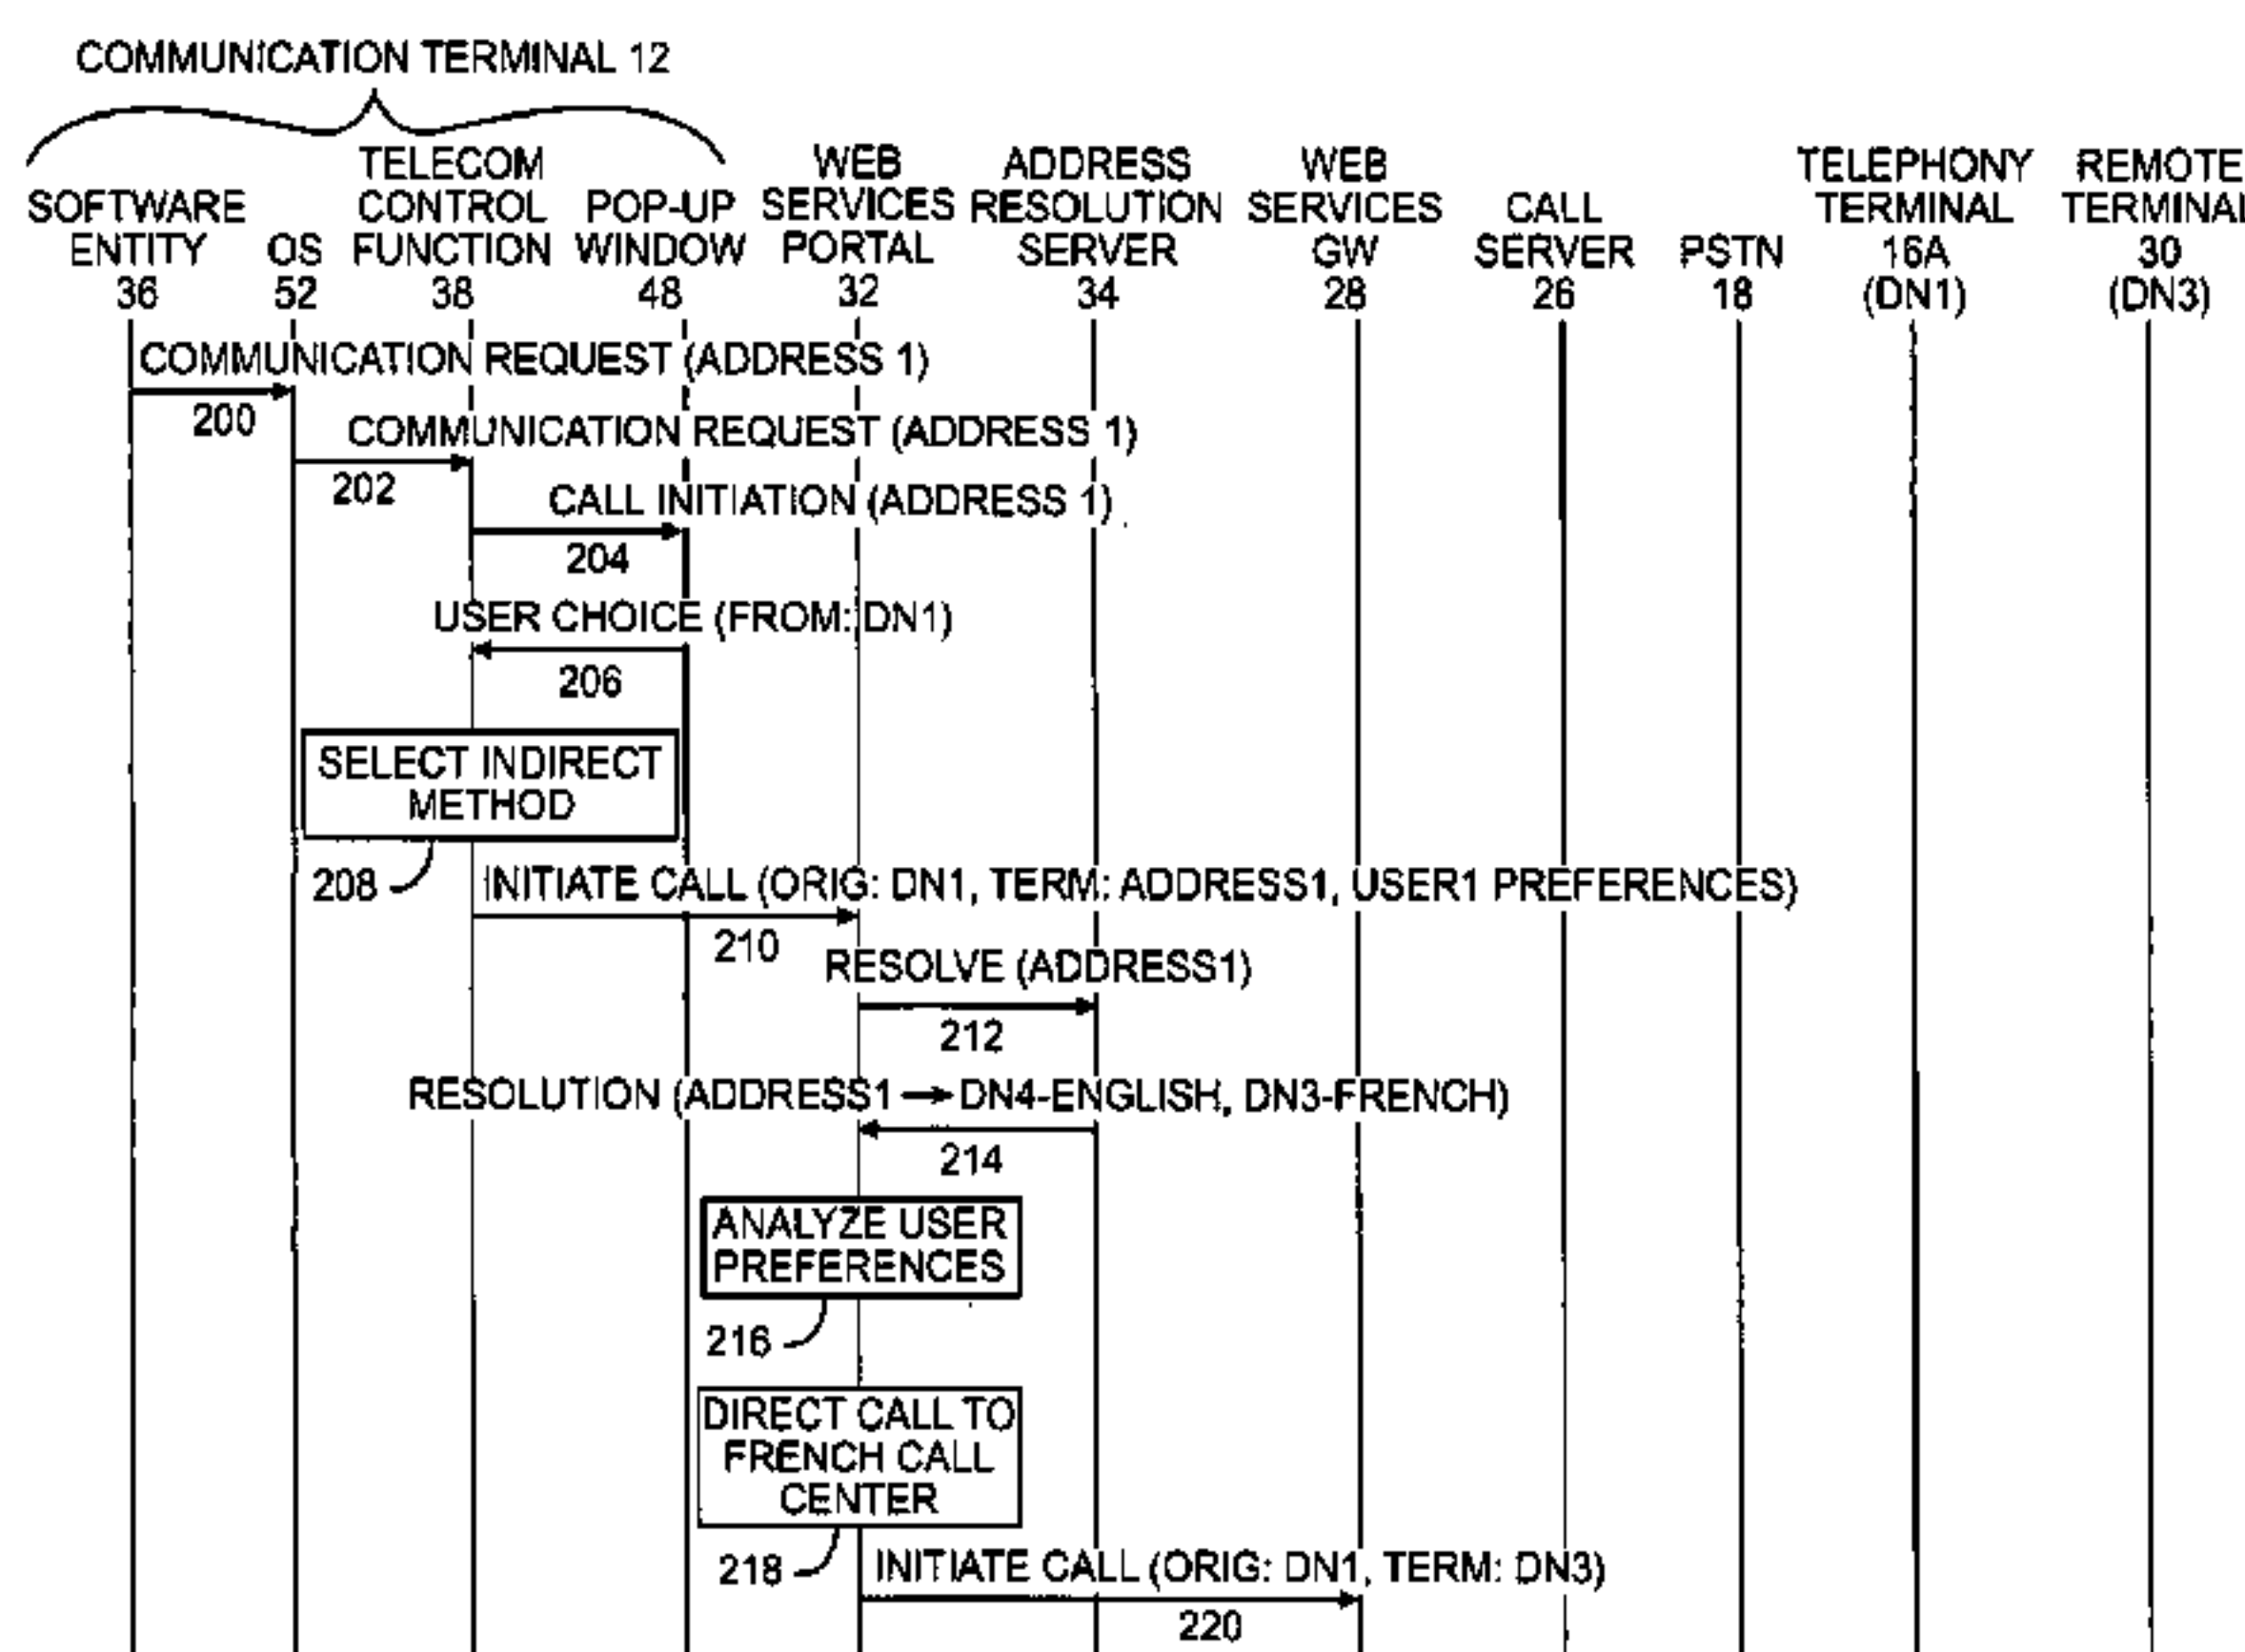 COMMUNICATION TERMINAL 12
SOFTWARE
ENTITY
36
OS
52
TELECOM
CONTROL
FUNCTION
38
POP-UP
WINDOW
48
WEB
SERVICES
PORTAL
32
ADDRESS
RESOLUTION
SERVER
34
WEB
SERVICES
GW
28
CALL
SERVER
26
PSTN
18
TELEPHONY
TERMINAL
16A
(DN1)
REMOTE
TERMINAL
30
(DN3)
COMMUNICATION REQUEST (ADDRESS 1)
200
COMMUNICATION REQUEST (ADDRESS 1)
202
CALL INITIATION (ADDRESS 1)
204
USER CHOICE (FROM: DN1)
206
SELECT INDIRECT
METHOD
208
INITIATE CALL (ORIG: DN1, TERM: ADDRESS1, USER1 PREFERENCES)
210
RESOLVE (ADDRESS1)
212
RESOLUTION (ADDRESS1 → DN4-ENGLISH, DN3-FRENCH)
214
ANALYZE USER
PREFERENCES
216
DIRECT CALL TO
FRENCH CALL
CENTER
218
INITIATE CALL (ORIG: DN1, TERM: DN3)
220